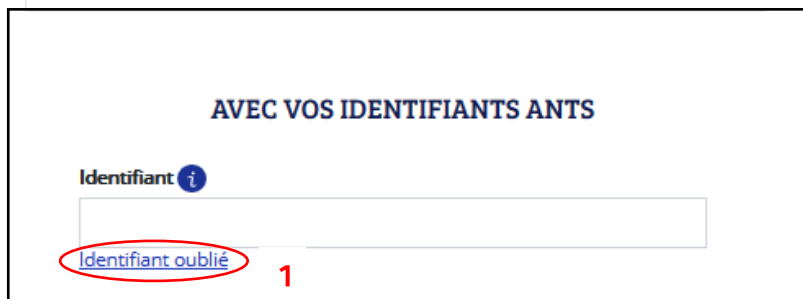 AVEC VOS IDENTIFIANTS ANTS
Identifiant i
Identifiant oublié
1